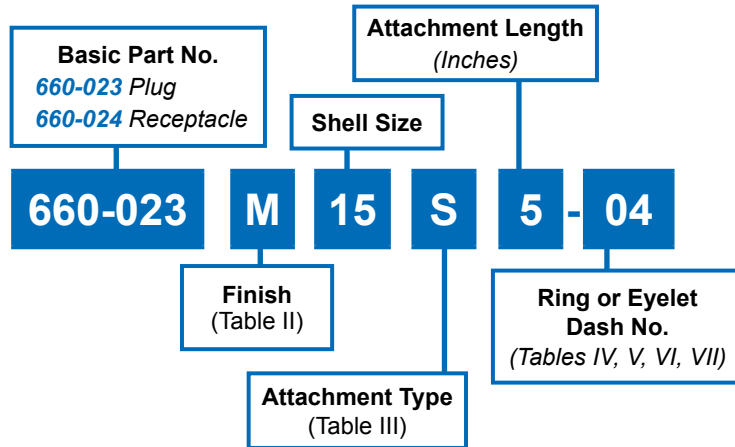 Basic Part No.
660-023 Plug
660-024 Receptacle
Attachment Length
(Inches)
Shell Size
660-023 M 15 S 5 - 04
Finish
(Table II)
Attachment Type
(Table III)
Ring or Eyelet
Dash No.
(Tables IV, V, VI, VII)